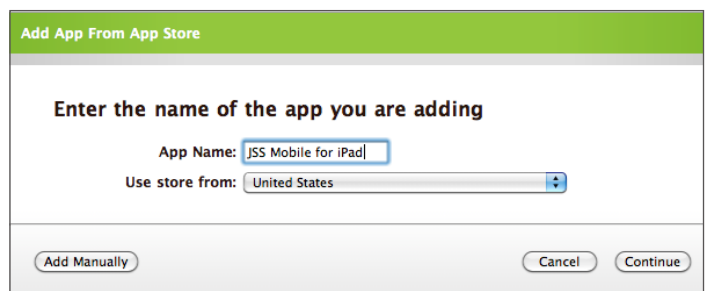 Add App From App Store
Enter the name of the app you are adding
App Name: JSS Mobile for iPad
Use store from: United States
Add Manually Cancel Continue